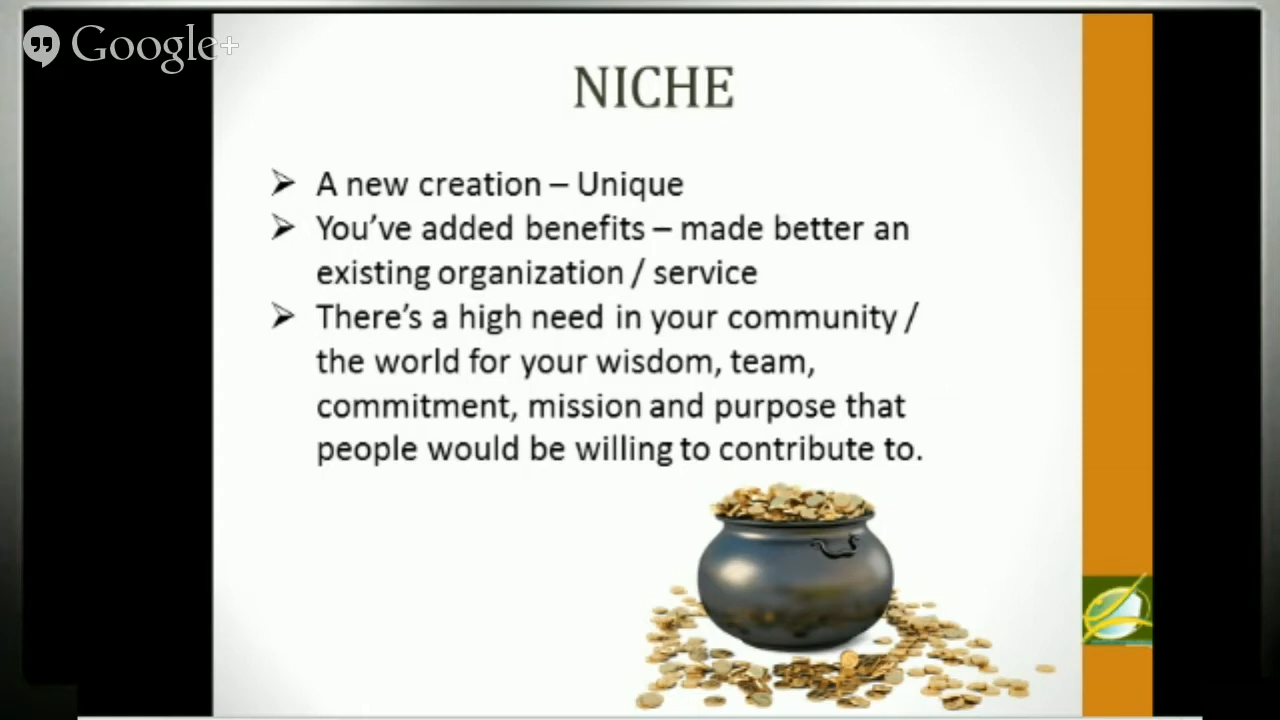 Google+
NICHE
➢ A new creation – Unique
➢ You've added benefits – made better an
existing organization / service
➢ There's a high need in your community /
the world for your wisdom, team,
commitment, mission and purpose that
people would be willing to contribute to.